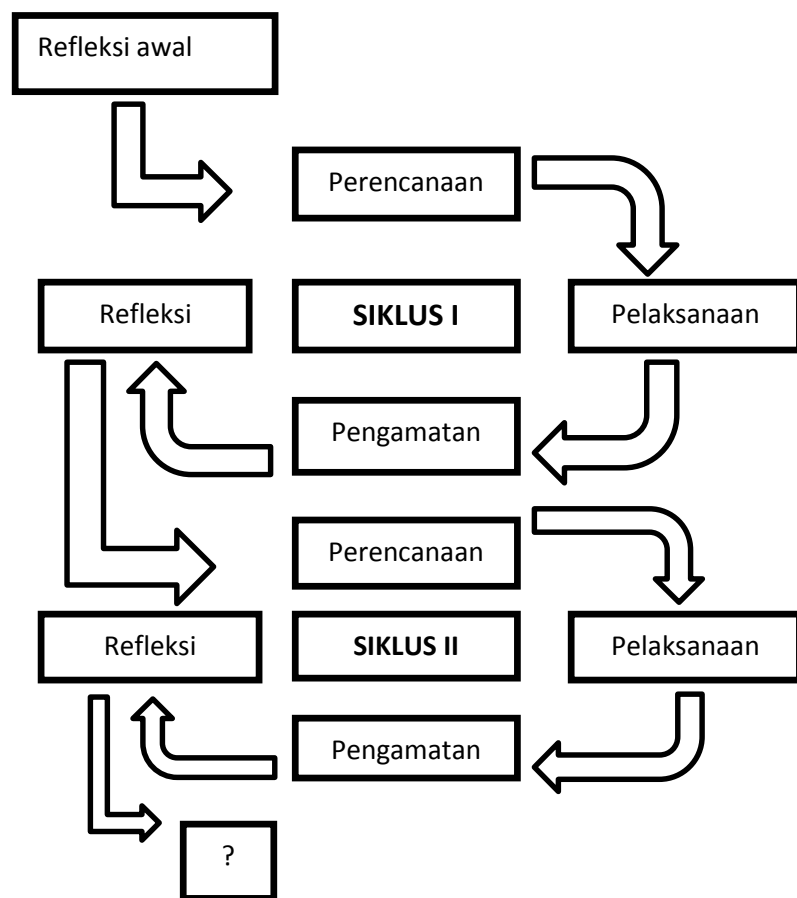 Refleksi awal
Perencanaan
Refleksi
SIKLUS I
Pelaksanaan
Pengamatan
Perencanaan
Refleksi
SIKLUS II
Pelaksanaan
Pengamatan
?